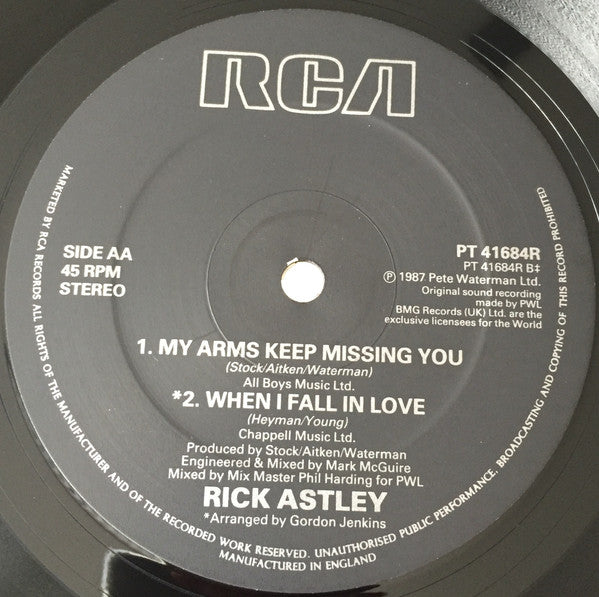 RCA
SIDE AA
45 RPM
STEREO
PT 41684R
PT 41684R B‡
℗ 1987 Pete Waterman Ltd.
Original sound recording
made by PWL
BMG Records (UK) Ltd. are the
exclusive licensees for the World
1. MY ARMS KEEP MISSING YOU
(Stock/Aitken/Waterman)
All Boys Music Ltd.
*2. WHEN I FALL IN LOVE
(Heyman/Young)
Chappell Music Ltd.
Produced by Stock/Aitken/Waterman
Engineered & Mixed by Mark McGuire
Mixed by Mix Master Phil Harding for PWL
RICK ASTLEY
*Arranged by Gordon Jenkins
MARKETED BY RCA RECORDS ALL RIGHTS OF THE MANUFACTURER AND OF THE RECORDED WORK RESERVED. UNAUTHORISED PUBLIC PERFORMANCE, BROADCASTING AND COPYING OF THIS RECORD PROHIBITED
MANUFACTURED IN ENGLAND